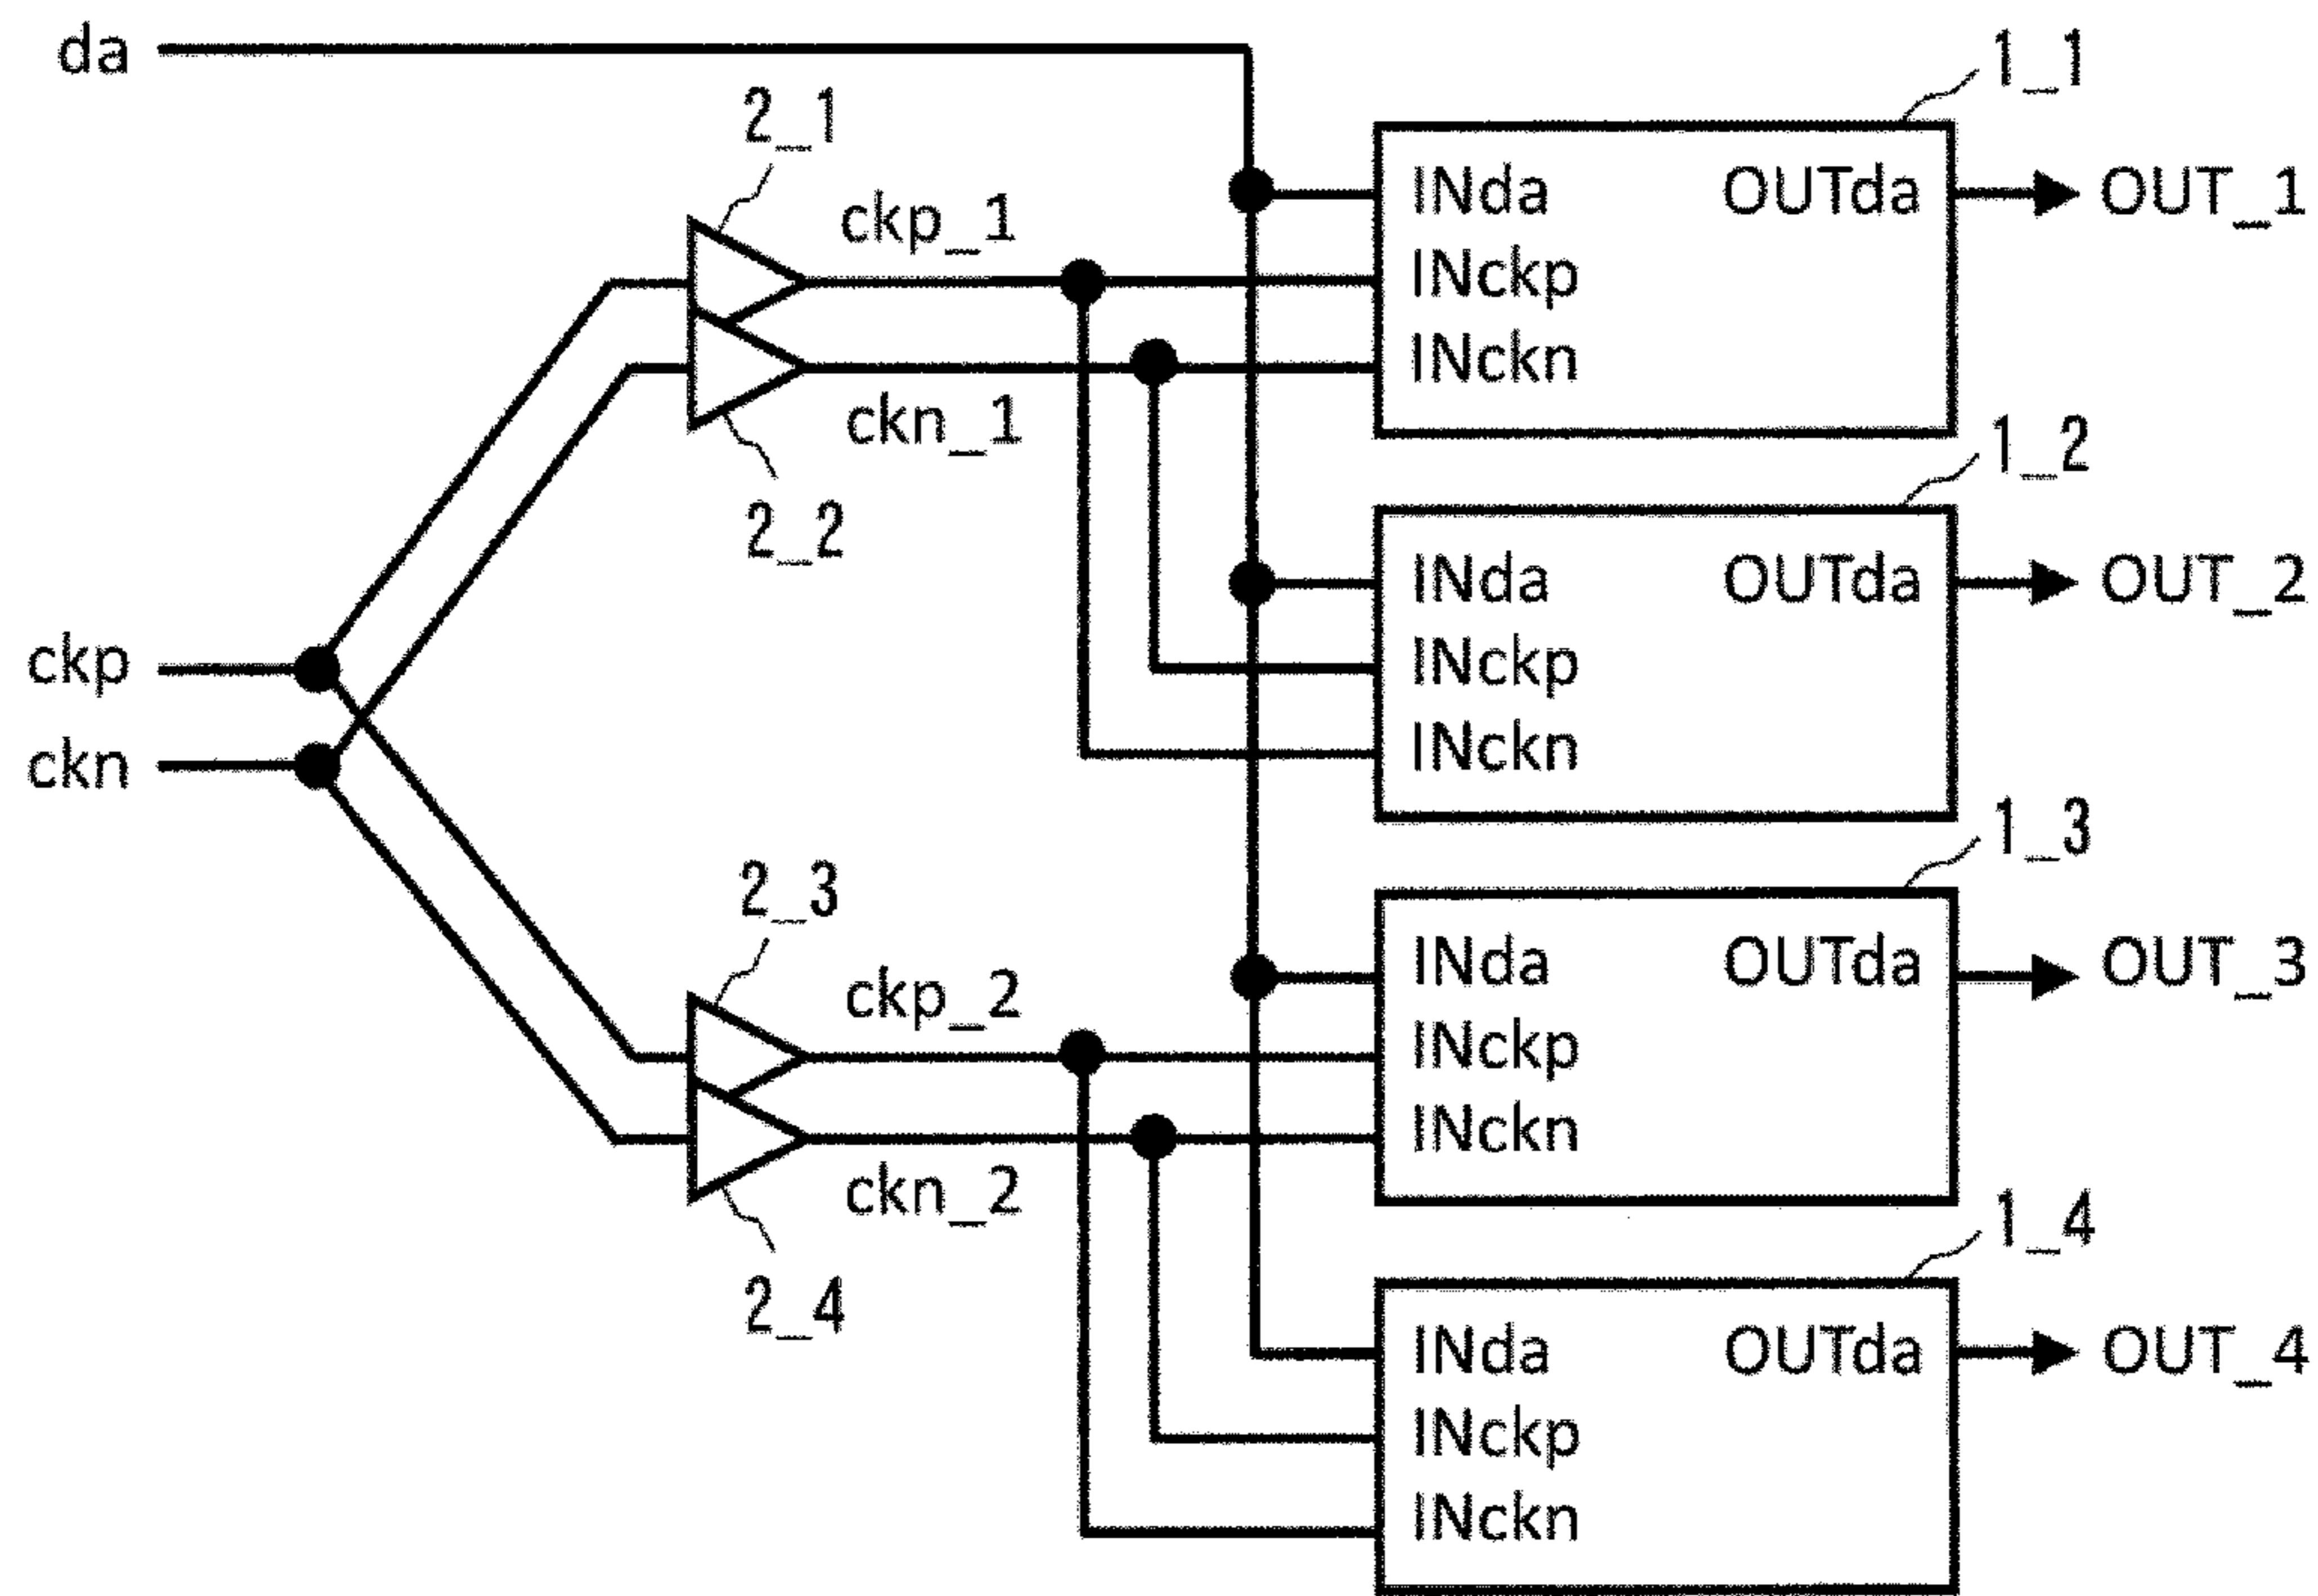 da
1_1
2_1
INda OUTda OUT_1
ckp_1
INckp
INckn
ckn_1
1_2
2_2
INda OUTda OUT_2
ckp
INckp
ckn
INckn
1_3
2_3
INda OUTda OUT_3
ckp_2
INckp
INckn
ckn_2
1_4
2_4
INda OUTda OUT_4
INckp
INckn